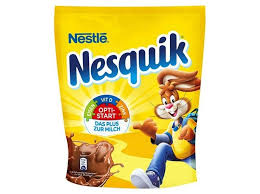 Nestlé
Nesquik
VIT D
OPTI-
START
DAS PLUS
ZUR MILCH